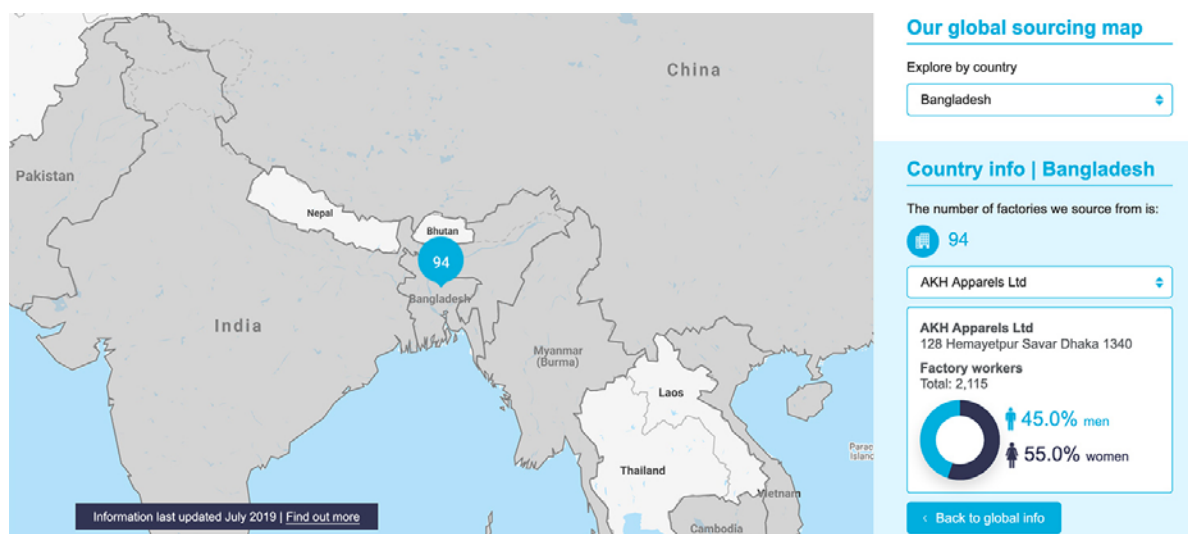 China
Pakistan
Nepal
Bhutan
94
Bangladesh
India
Myanmar
(Burma)
Laos
Parac
Islanc
Thailand
Vietnam
Cambodia
Information last updated July 2019 | Find out more
Our global sourcing map
Explore by country
Bangladesh
Country info | Bangladesh
The number of factories we source from is:
94
AKH Apparels Ltd
AKH Apparels Ltd
128 Hemayetpur Savar Dhaka 1340
Factory workers
Total: 2,115
45.0% men
55.0% women
‹ Back to global info